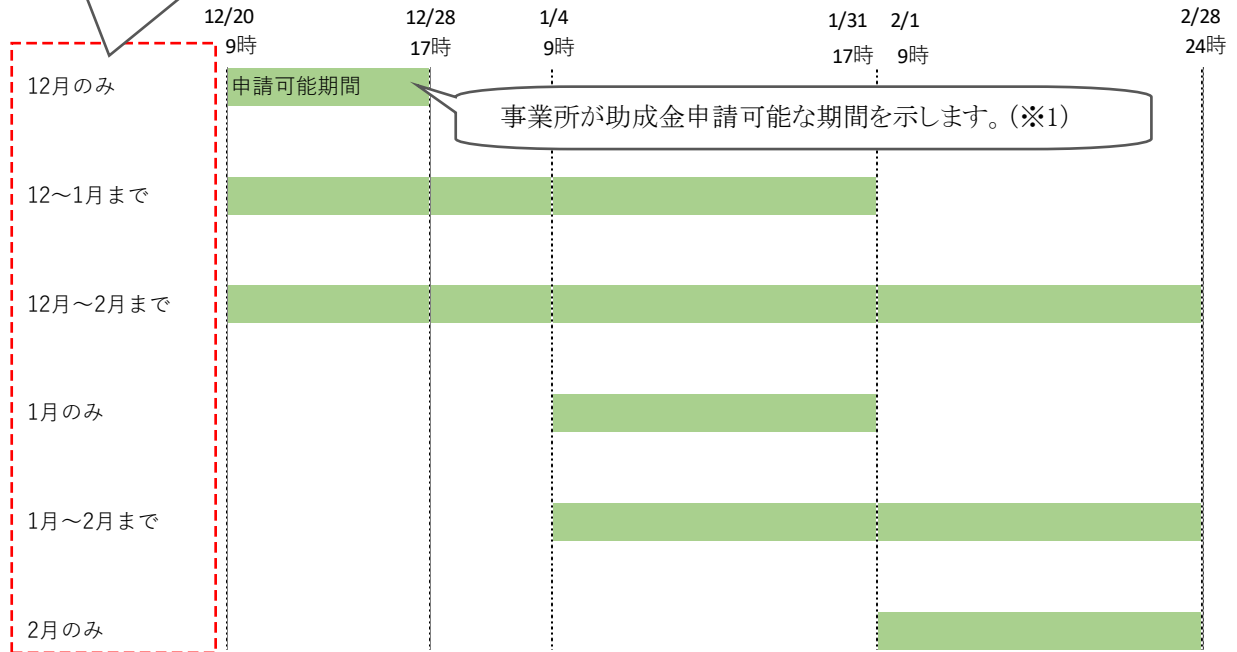 12/20 12/28 1/4 1/31 2/1 2/28
9時 17時 9時 17時 9時 24時
12月のみ 申請可能期間
事業所が助成金申請可能な期間を示します。(※1)
12～1月まで
12月～2月まで
1月のみ
1月～2月まで
2月のみ